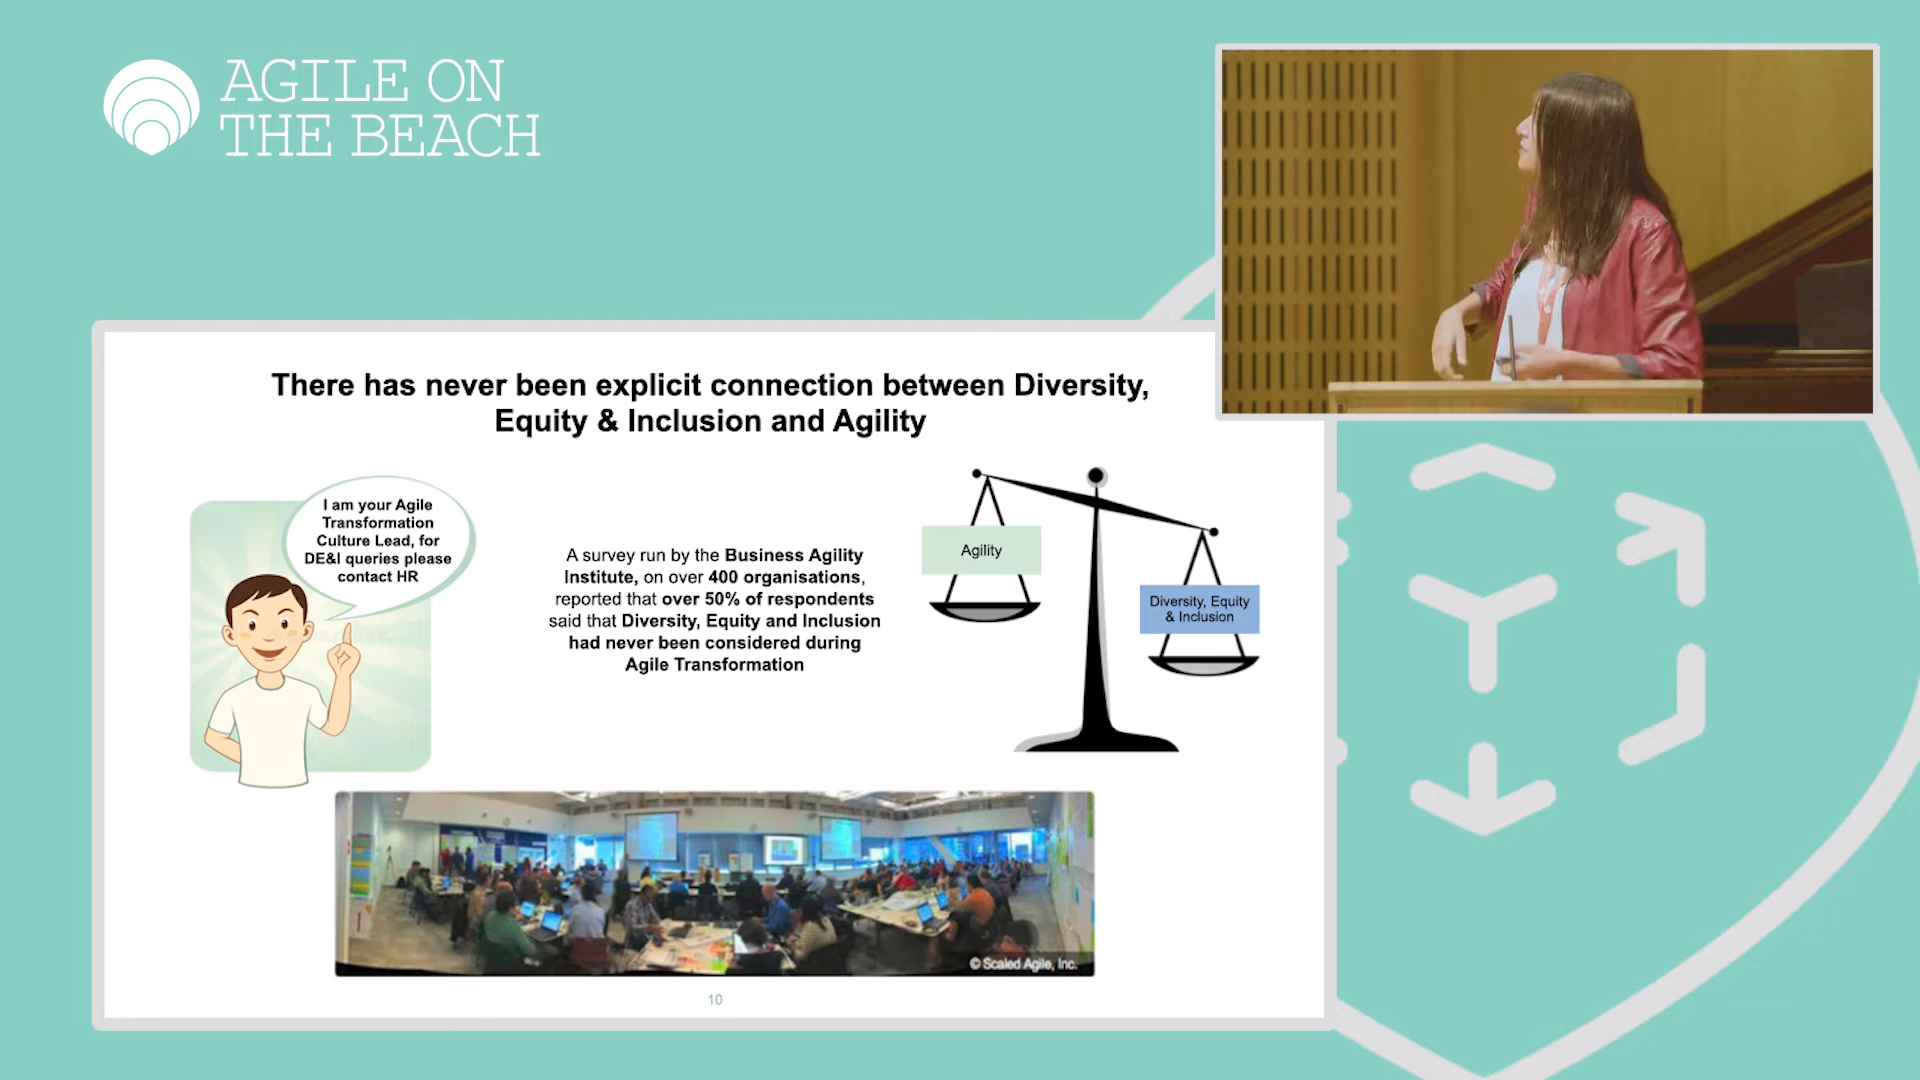 AGILE ON
THE BEACH
There has never been explicit connection between Diversity,
Equity & Inclusion and Agility
I am your Agile
Transformation
Culture Lead, for
DE&I queries please
contact HR
A survey run by the Business Agility
Institute, on over 400 organisations,
reported that over 50% of respondents
said that Diversity, Equity and Inclusion
had never been considered during
Agile Transformation
Agility
Diversity, Equity
& Inclusion
© Scaled Agile, Inc.
10